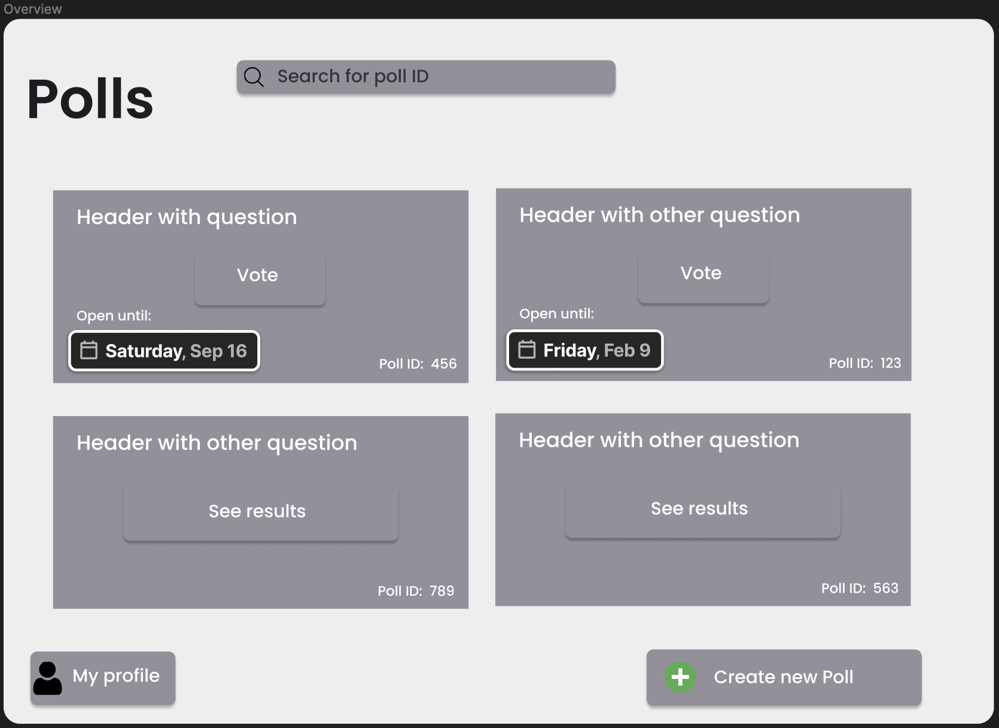 Overview
Polls
Search for poll ID
Header with question
Vote
Open until:
Saturday, Sep 16
Poll ID: 456
Header with other question
Vote
Open until:
Friday, Feb 9
Poll ID: 123
Header with other question
See results
Poll ID: 789
Header with other question
See results
Poll ID: 563
My profile
Create new Poll